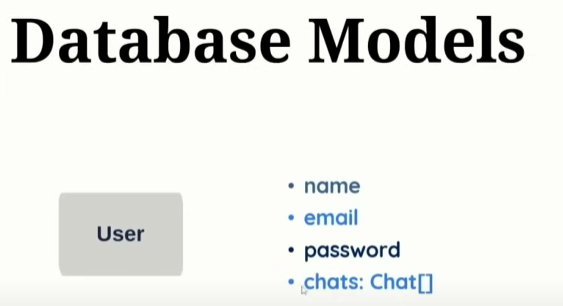 Database Models
User
• name
• email
• password
• chats: Chat[]